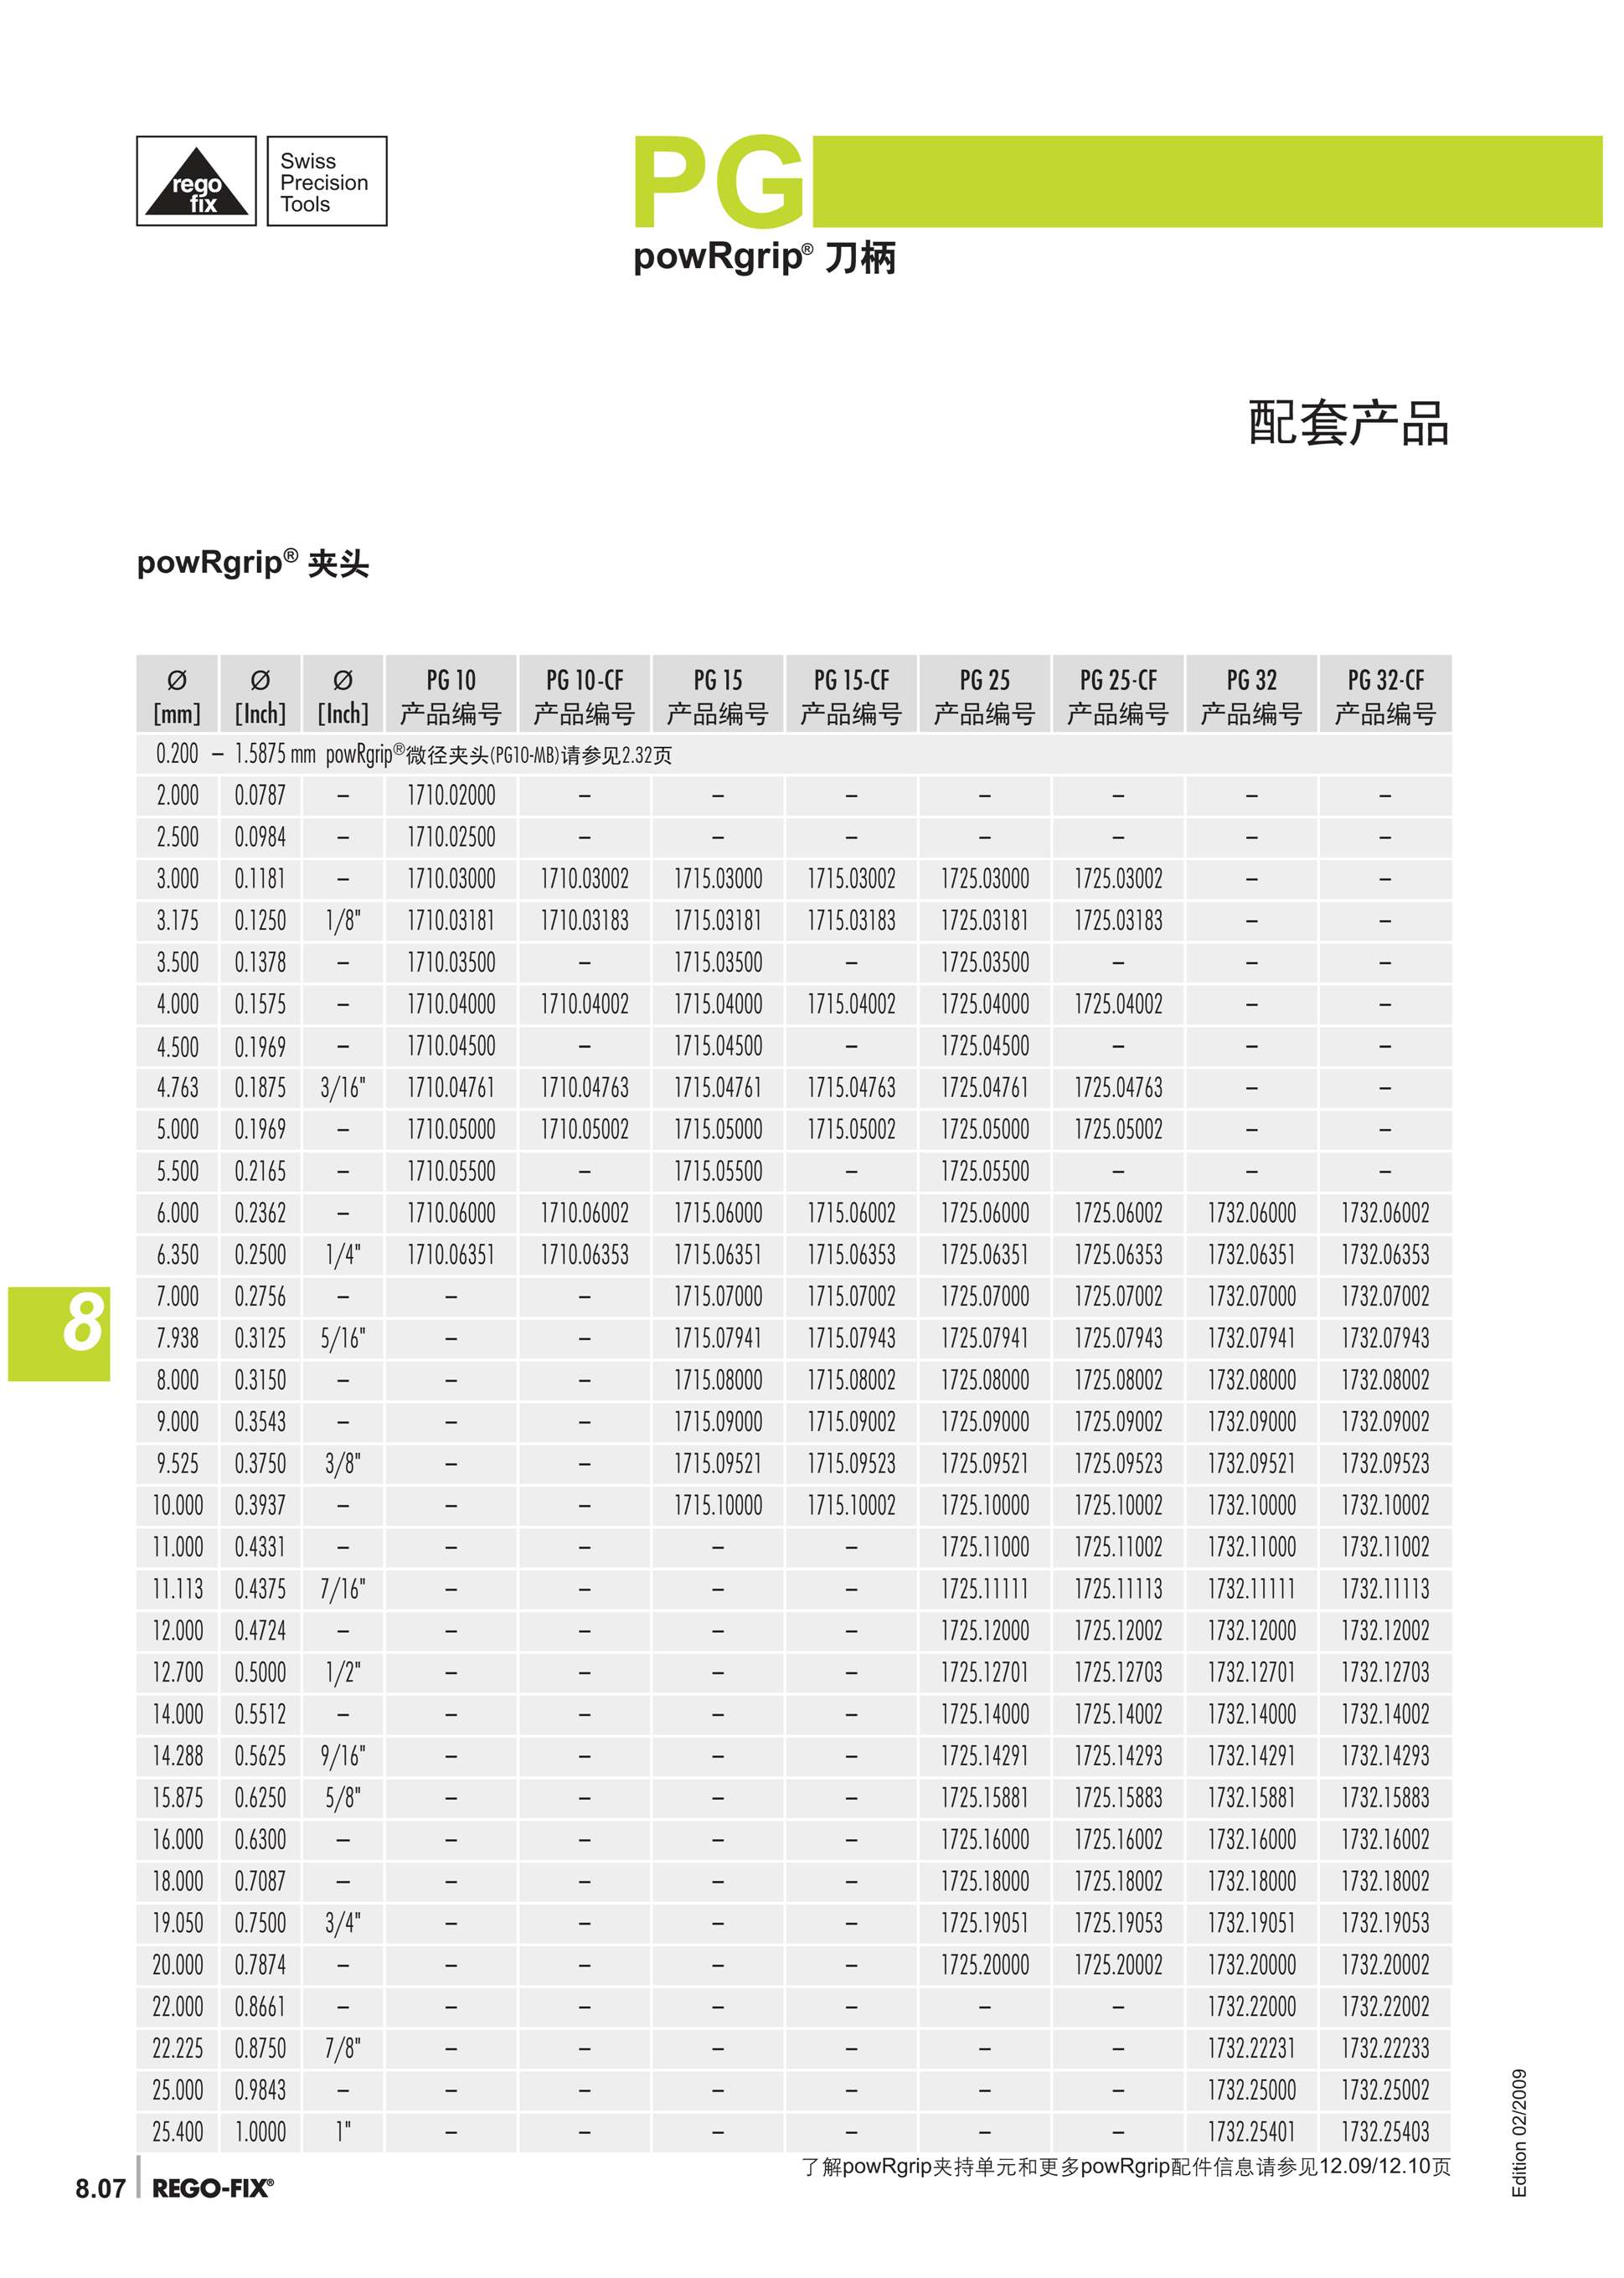 rego
fix
Swiss
Precision
Tools
PG
powRgrip® 刀柄
配套产品
powRgrip® 夹头
Ø Ø Ø PG 10 PG 10-CF PG 15 PG 15-CF PG 25 PG 25-CF PG 32 PG 32-CF
[mm] [Inch] [Inch] 产品编号 产品编号 产品编号 产品编号 产品编号 产品编号 产品编号 产品编号
0.200 – 1.5875 mm powRgrip®微径夹头(PG10-MB)请参见2.32页
2.000 0.0787 – 1710.02000 – – – – – – –
2.500 0.0984 – 1710.02500 – – – – – – –
3.000 0.1181 – 1710.03000 1710.03002 1715.03000 1715.03002 1725.03000 1725.03002 – –
3.175 0.1250 1/8" 1710.03181 1710.03183 1715.03181 1715.03183 1725.03181 1725.03183 – –
3.500 0.1378 – 1710.03500 – 1715.03500 – 1725.03500 – – –
4.000 0.1575 – 1710.04000 1710.04002 1715.04000 1715.04002 1725.04000 1725.04002 – –
4.500 0.1969 – 1710.04500 – 1715.04500 – 1725.04500 – – –
4.763 0.1875 3/16" 1710.04761 1710.04763 1715.04761 1715.04763 1725.04761 1725.04763 – –
5.000 0.1969 – 1710.05000 1710.05002 1715.05000 1715.05002 1725.05000 1725.05002 – –
5.500 0.2165 – 1710.05500 – 1715.05500 – 1725.05500 – – –
6.000 0.2362 – 1710.06000 1710.06002 1715.06000 1715.06002 1725.06000 1725.06002 1732.06000 1732.06002
6.350 0.2500 1/4" 1710.06351 1710.06353 1715.06351 1715.06353 1725.06351 1725.06353 1732.06351 1732.06353
7.000 0.2756 – – – 1715.07000 1715.07002 1725.07000 1725.07002 1732.07000 1732.07002
7.938 0.3125 5/16" – – 1715.07941 1715.07943 1725.07941 1725.07943 1732.07941 1732.07943
8.000 0.3150 – – – 1715.08000 1715.08002 1725.08000 1725.08002 1732.08000 1732.08002
9.000 0.3543 – – – 1715.09000 1715.09002 1725.09000 1725.09002 1732.09000 1732.09002
9.525 0.3750 3/8" – – 1715.09521 1715.09523 1725.09521 1725.09523 1732.09521 1732.09523
10.000 0.3937 – – – 1715.10000 1715.10002 1725.10000 1725.10002 1732.10000 1732.10002
11.000 0.4331 – – – – – 1725.11000 1725.11002 1732.11000 1732.11002
11.113 0.4375 7/16" – – – – 1725.11111 1725.11113 1732.11111 1732.11113
12.000 0.4724 – – – – – 1725.12000 1725.12002 1732.12000 1732.12002
12.700 0.5000 1/2" – – – – 1725.12701 1725.12703 1732.12701 1732.12703
14.000 0.5512 – – – – – 1725.14000 1725.14002 1732.14000 1732.14002
14.288 0.5625 9/16" – – – – 1725.14291 1725.14293 1732.14291 1732.14293
15.875 0.6250 5/8" – – – – 1725.15881 1725.15883 1732.15881 1732.15883
16.000 0.6300 – – – – – 1725.16000 1725.16002 1732.16000 1732.16002
18.000 0.7087 – – – – – 1725.18000 1725.18002 1732.18000 1732.18002
19.050 0.7500 3/4" – – – – 1725.19051 1725.19053 1732.19051 1732.19053
20.000 0.7874 – – – – – 1725.20000 1725.20002 1732.20000 1732.20002
22.000 0.8661 – – – – – – – 1732.22000 1732.22002
22.225 0.8750 7/8" – – – – – – 1732.22231 1732.22233
25.000 0.9843 – – – – – – – 1732.25000 1732.25002
25.400 1.0000 1" – – – – – – 1732.25401 1732.25403
8
了解powRgrip夹持单元和更多powRgrip配件信息请参见12.09/12.10页
8.07 REGO-FIX®
Edition 02/2009